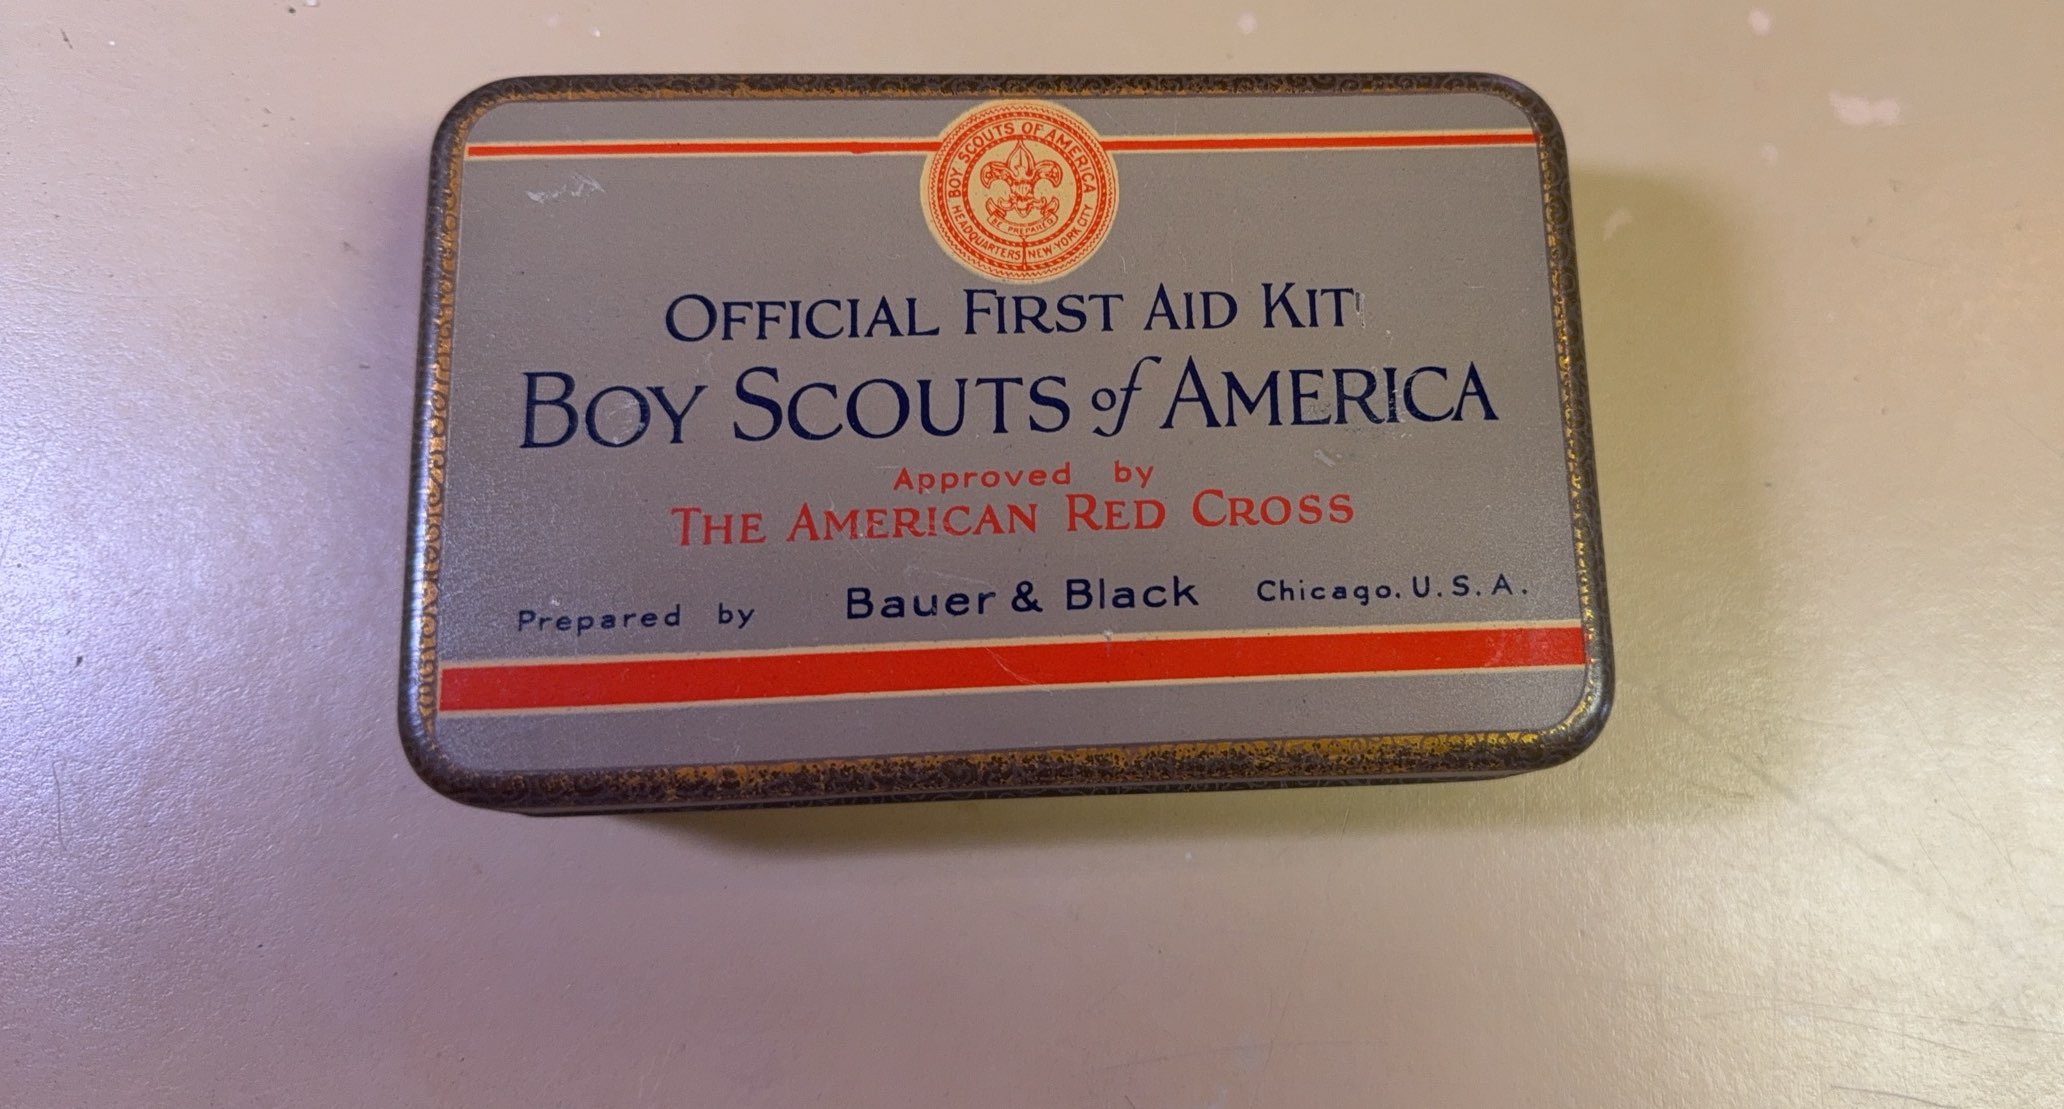 BOY SCOUTS OF AMERICA
BE PREPARED
HEADQUARTERS NEW YORK CITY
OFFICIAL FIRST AID KIT
BOY SCOUTS of AMERICA
Approved by
THE AMERICAN RED CROSS
Prepared by Bauer & Black Chicago, U.S.A.